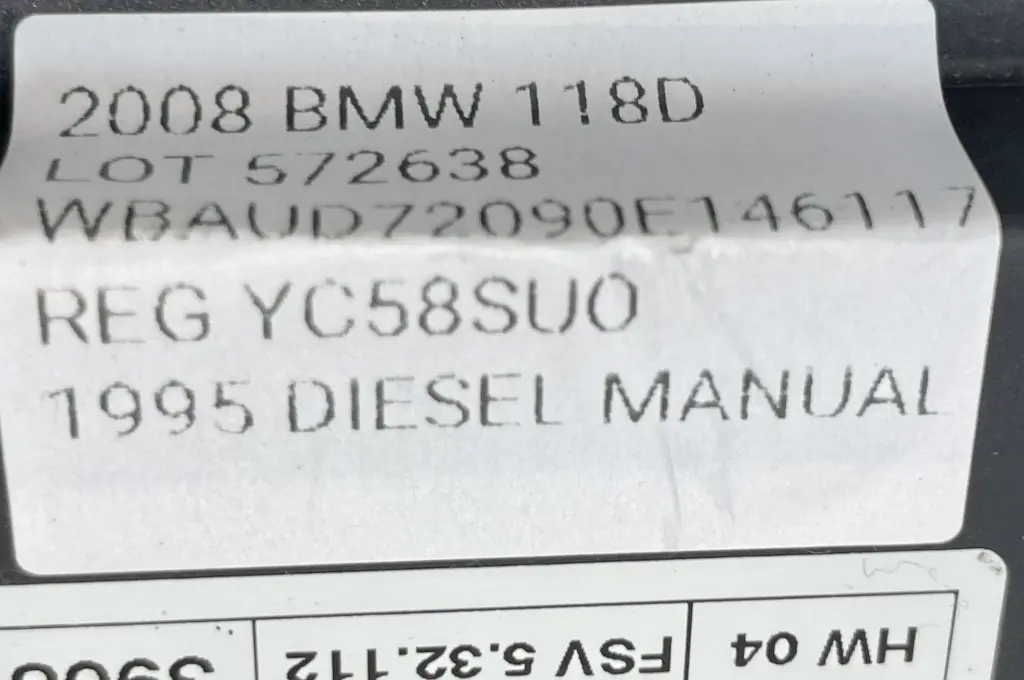 2008 BMW 118D
LOT 572638
WBAUD72090E146117
REG YC58SUO
1995 DIESEL MANUAL
HW 04 FSV 5.32.112